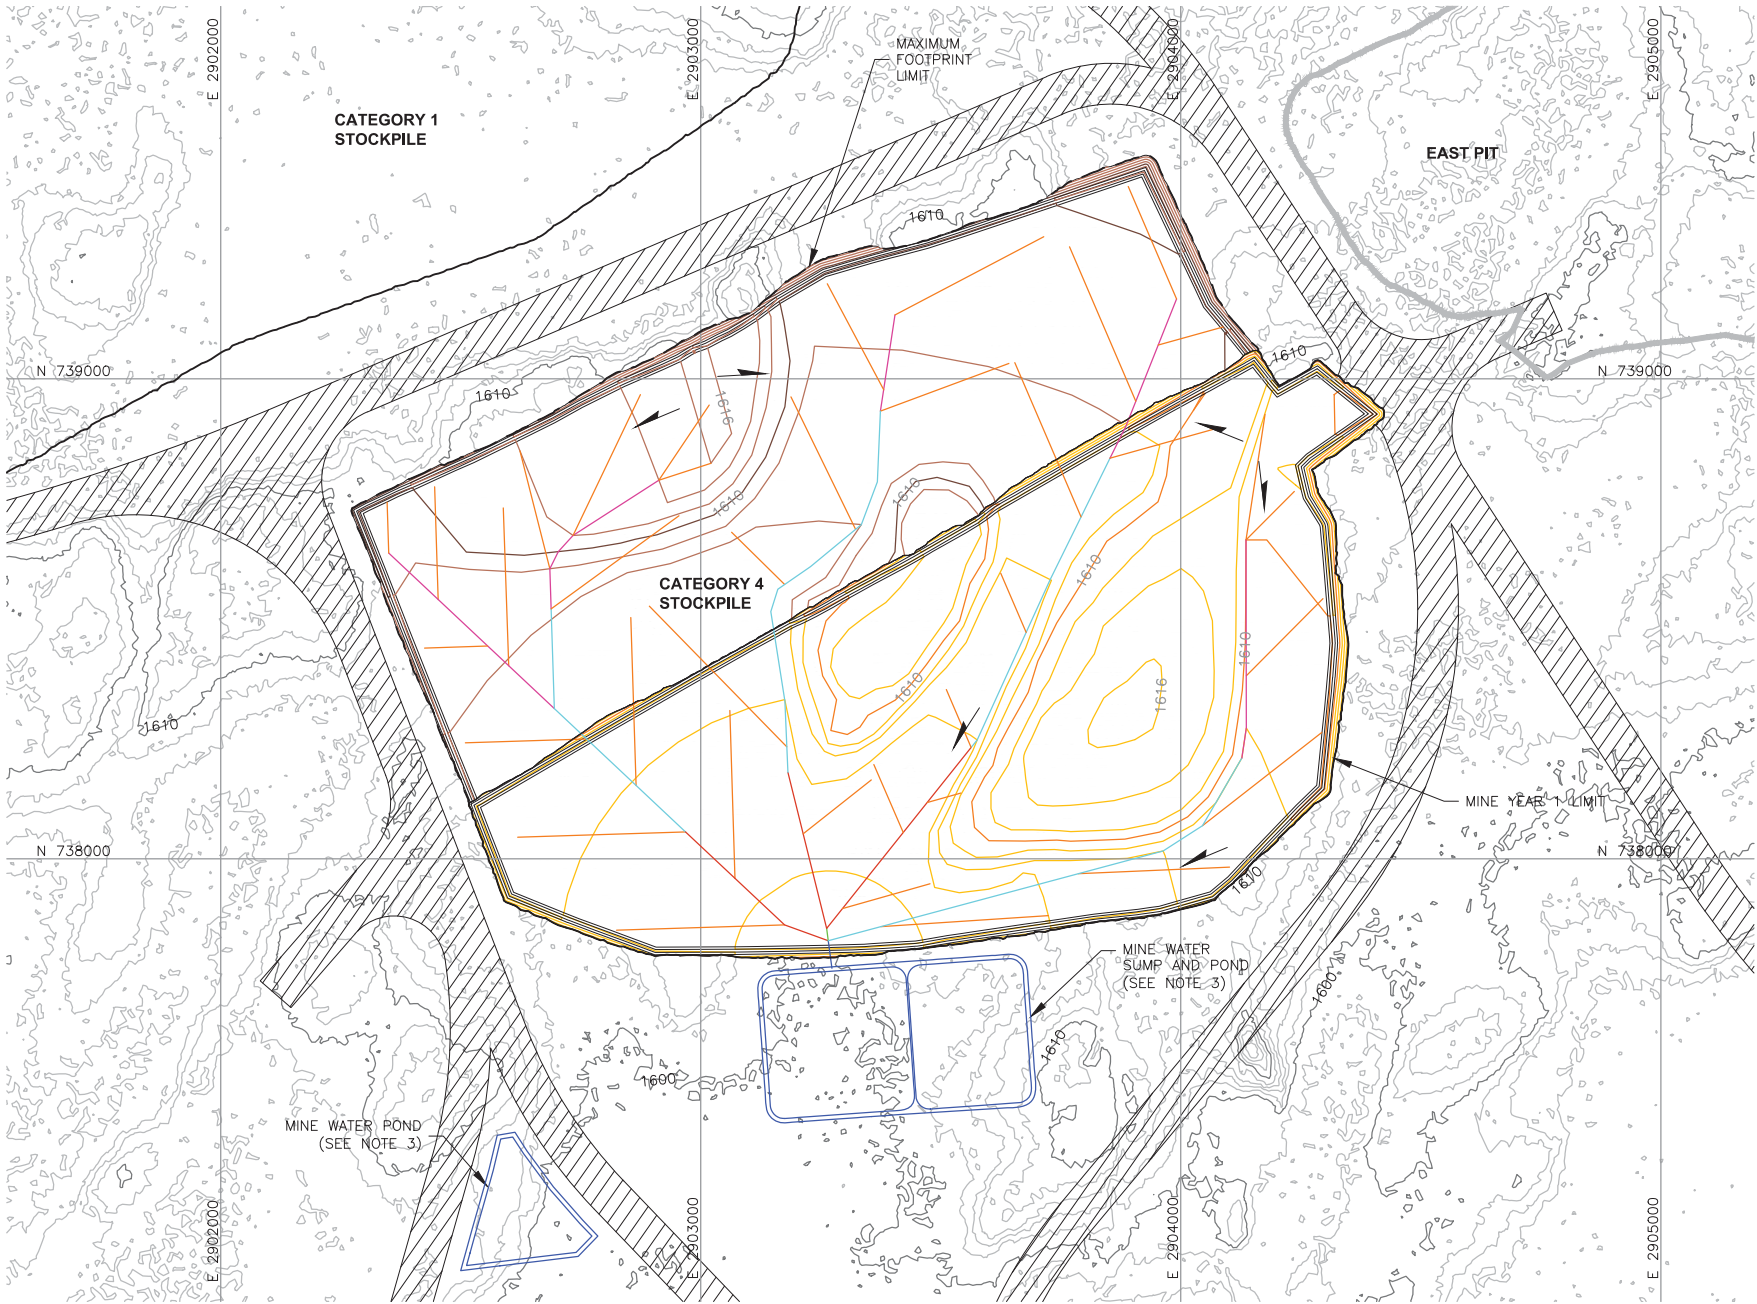 E 2902000
E 2903000
E 2904000
E 2905000
MAXIMUM
FOOTPRINT
LIMIT
CATEGORY 1
STOCKPILE
EAST PIT
1610
1610
N 739000
N 739000
1610
1616
1610
1610
1610
CATEGORY 4
STOCKPILE
1610
1610
1616
1610
MINE YEAR 1 LIMIT
N 738000
N 738000
1610
MINE WATER
SUMP AND POND
(SEE NOTE 3)
1600
1610
1600
MINE WATER POND
(SEE NOTE 3)
E 2902000
E 2903000
E 2904000
E 2905000